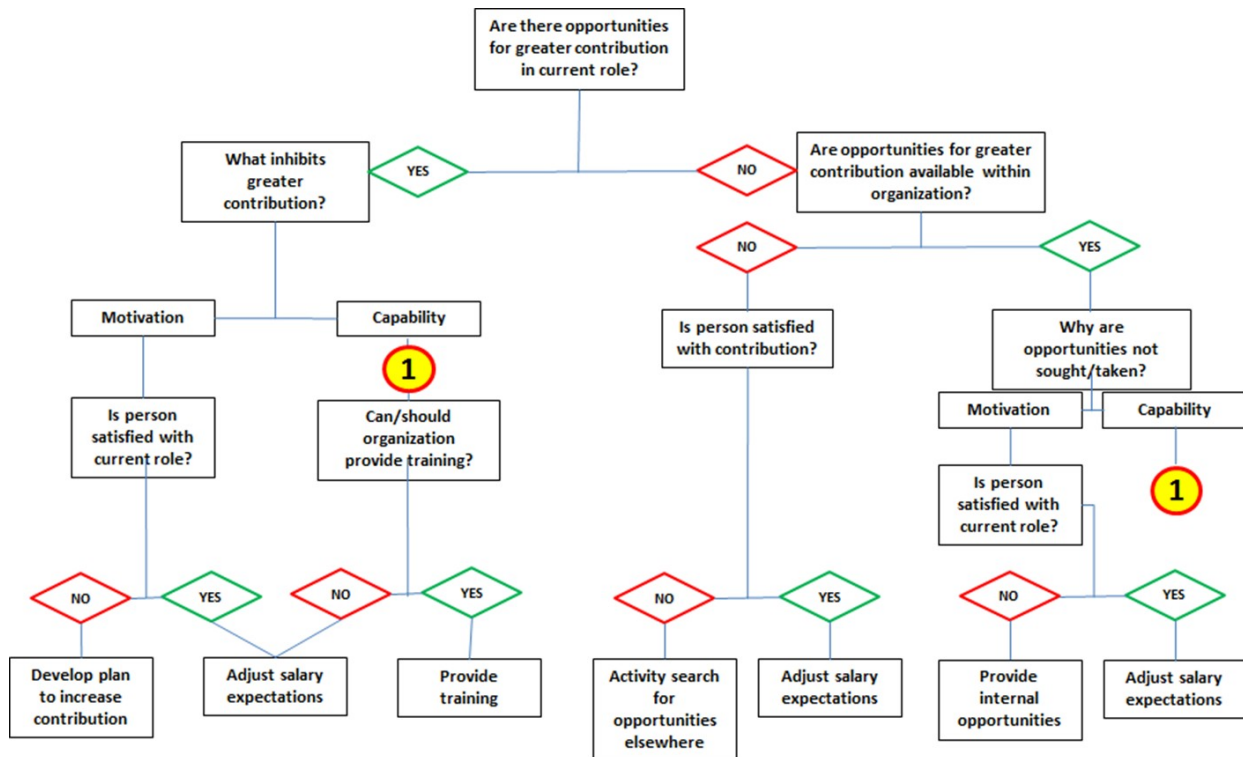 Are there opportunities
for greater contribution
in current role?
What inhibits
greater
contribution?
YES
NO
Are opportunities for greater
contribution available within
organization?
NO
YES
Motivation
Capability
1
Is person
satisfied with
current role?
Can/should
organization
provide training?
Is person satisfied
with contribution?
Why are
opportunities not
sought/taken?
Motivation
Capability
1
Is person
satisfied with
current role?
NO
YES
NO
YES
NO
YES
NO
YES
Develop plan
to increase
contribution
Adjust salary
expectations
Provide
training
Activity search
for
opportunities
elsewhere
Adjust salary
expectations
Provide
internal
opportunities
Adjust salary
expectations